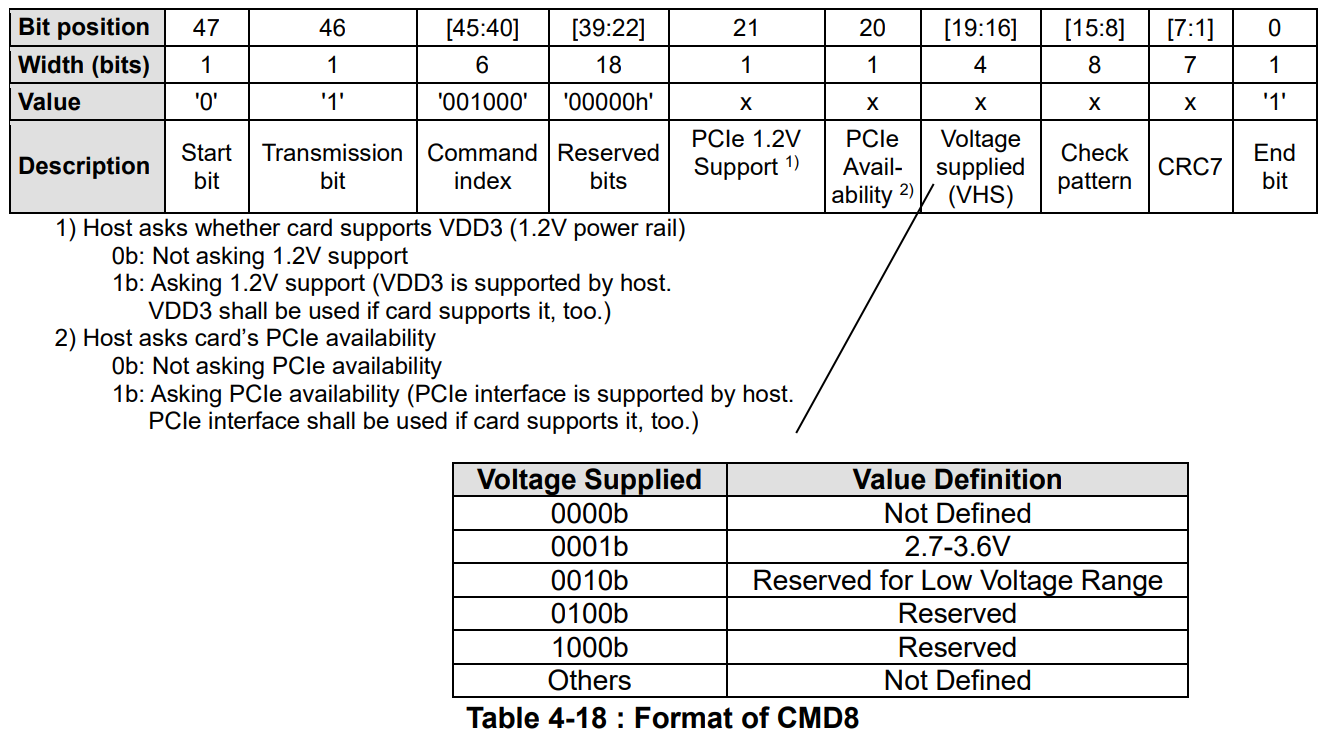 Bit position 47 46 [45:40] [39:22] 21 20 [19:16] [15:8] [7:1] 0
Width (bits) 1 1 6 18 1 1 4 8 7 1
Value '0' '1' '001000' '00000h' x x x x x '1'
Description Start bit Transmission bit Command index Reserved bits PCIe 1.2V Support 1) PCIe Avail-ability 2) Voltage supplied (VHS) Check pattern CRC7 End bit
1) Host asks whether card supports VDD3 (1.2V power rail)
0b: Not asking 1.2V support
1b: Asking 1.2V support (VDD3 is supported by host.
VDD3 shall be used if card supports it, too.)
2) Host asks card's PCIe availability
0b: Not asking PCIe availability
1b: Asking PCIe availability (PCIe interface is supported by host.
PCIe interface shall be used if card supports it, too.)
Voltage Supplied Value Definition
0000b Not Defined
0001b 2.7-3.6V
0010b Reserved for Low Voltage Range
0100b Reserved
1000b Reserved
Others Not Defined
Table 4-18 : Format of CMD8